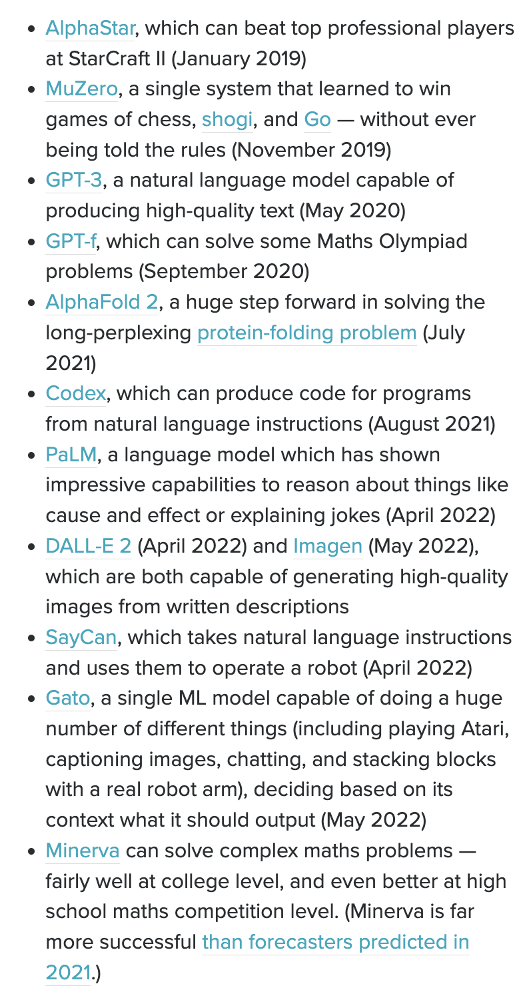 • AlphaStar, which can beat top professional players
at StarCraft II (January 2019)
• MuZero, a single system that learned to win
games of chess, shogi, and Go — without ever
being told the rules (November 2019)
• GPT-3, a natural language model capable of
producing high-quality text (May 2020)
• GPT-f, which can solve some Maths Olympiad
problems (September 2020)
• AlphaFold 2, a huge step forward in solving the
long-perplexing protein-folding problem (July
2021)
• Codex, which can produce code for programs
from natural language instructions (August 2021)
• PaLM, a language model which has shown
impressive capabilities to reason about things like
cause and effect or explaining jokes (April 2022)
• DALL-E 2 (April 2022) and Imagen (May 2022),
which are both capable of generating high-quality
images from written descriptions
• SayCan, which takes natural language instructions
and uses them to operate a robot (April 2022)
• Gato, a single ML model capable of doing a huge
number of different things (including playing Atari,
captioning images, chatting, and stacking blocks
with a real robot arm), deciding based on its
context what it should output (May 2022)
• Minerva can solve complex maths problems —
fairly well at college level, and even better at high
school maths competition level. (Minerva is far
more successful than forecasters predicted in
2021.)